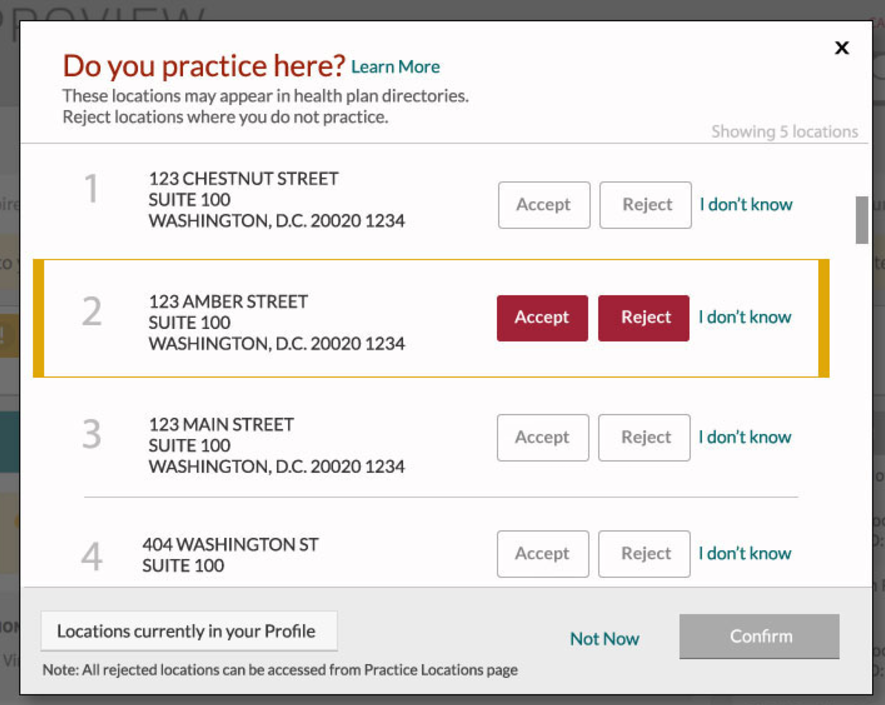 PROVIEW
x
Do you practice here? Learn More
These locations may appear in health plan directories.
Reject locations where you do not practice.
Showing 5 locations
1
123 CHESTNUT STREET
SUITE 100
WASHINGTON, D.C. 20020 1234
Accept Reject I don't know
2
123 AMBER STREET
SUITE 100
WASHINGTON, D.C. 20020 1234
Accept Reject I don't know
3
123 MAIN STREET
SUITE 100
WASHINGTON, D.C. 20020 1234
Accept Reject I don't know
4
404 WASHINGTON ST
SUITE 100
Accept Reject I don't know
Locations currently in your Profile
Not Now
Confirm
Note: All rejected locations can be accessed from Practice Locations page